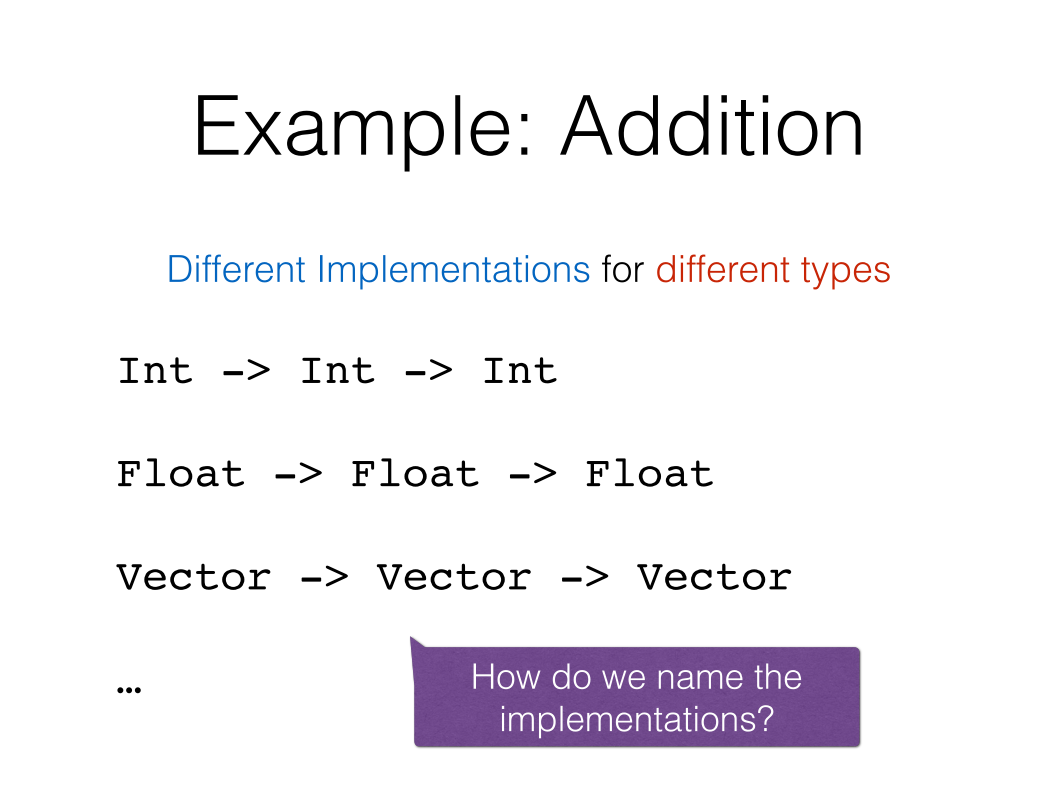 Example: Addition
Different Implementations for different types
Int -> Int -> Int
Float -> Float -> Float
Vector -> Vector -> Vector
…
How do we name the
implementations?